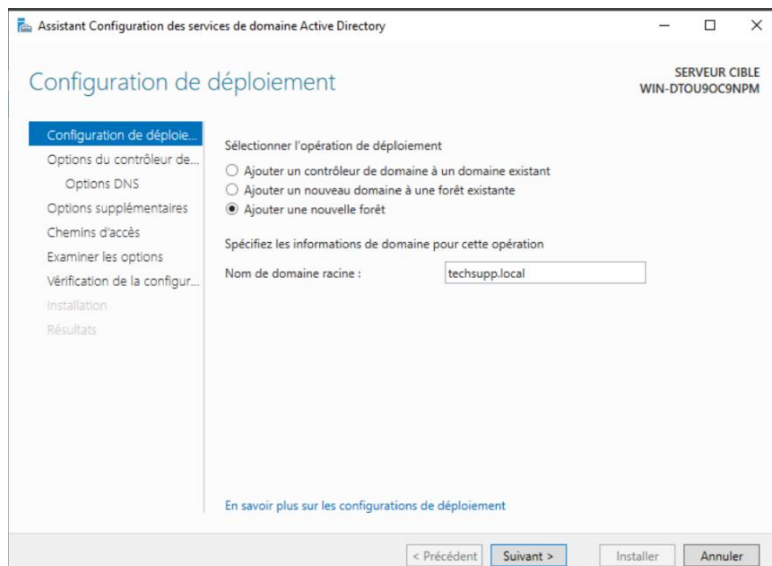 Assistant Configuration des services de domaine Active Directory
Configuration de déploiement
SERVEUR CIBLE
WIN-DTOU9OC9NPM
Configuration de déploie...
Options du contrôleur de...
Options DNS
Options supplémentaires
Chemins d'accès
Examiner les options
Vérification de la configur...
Installation
Résultats
Sélectionner l'opération de déploiement
Ajouter un contrôleur de domaine à un domaine existant
Ajouter un nouveau domaine à une forêt existante
Ajouter une nouvelle forêt
Spécifiez les informations de domaine pour cette opération
Nom de domaine racine : techsupp.local
En savoir plus sur les configurations de déploiement
< Précédent Suivant > Installer Annuler